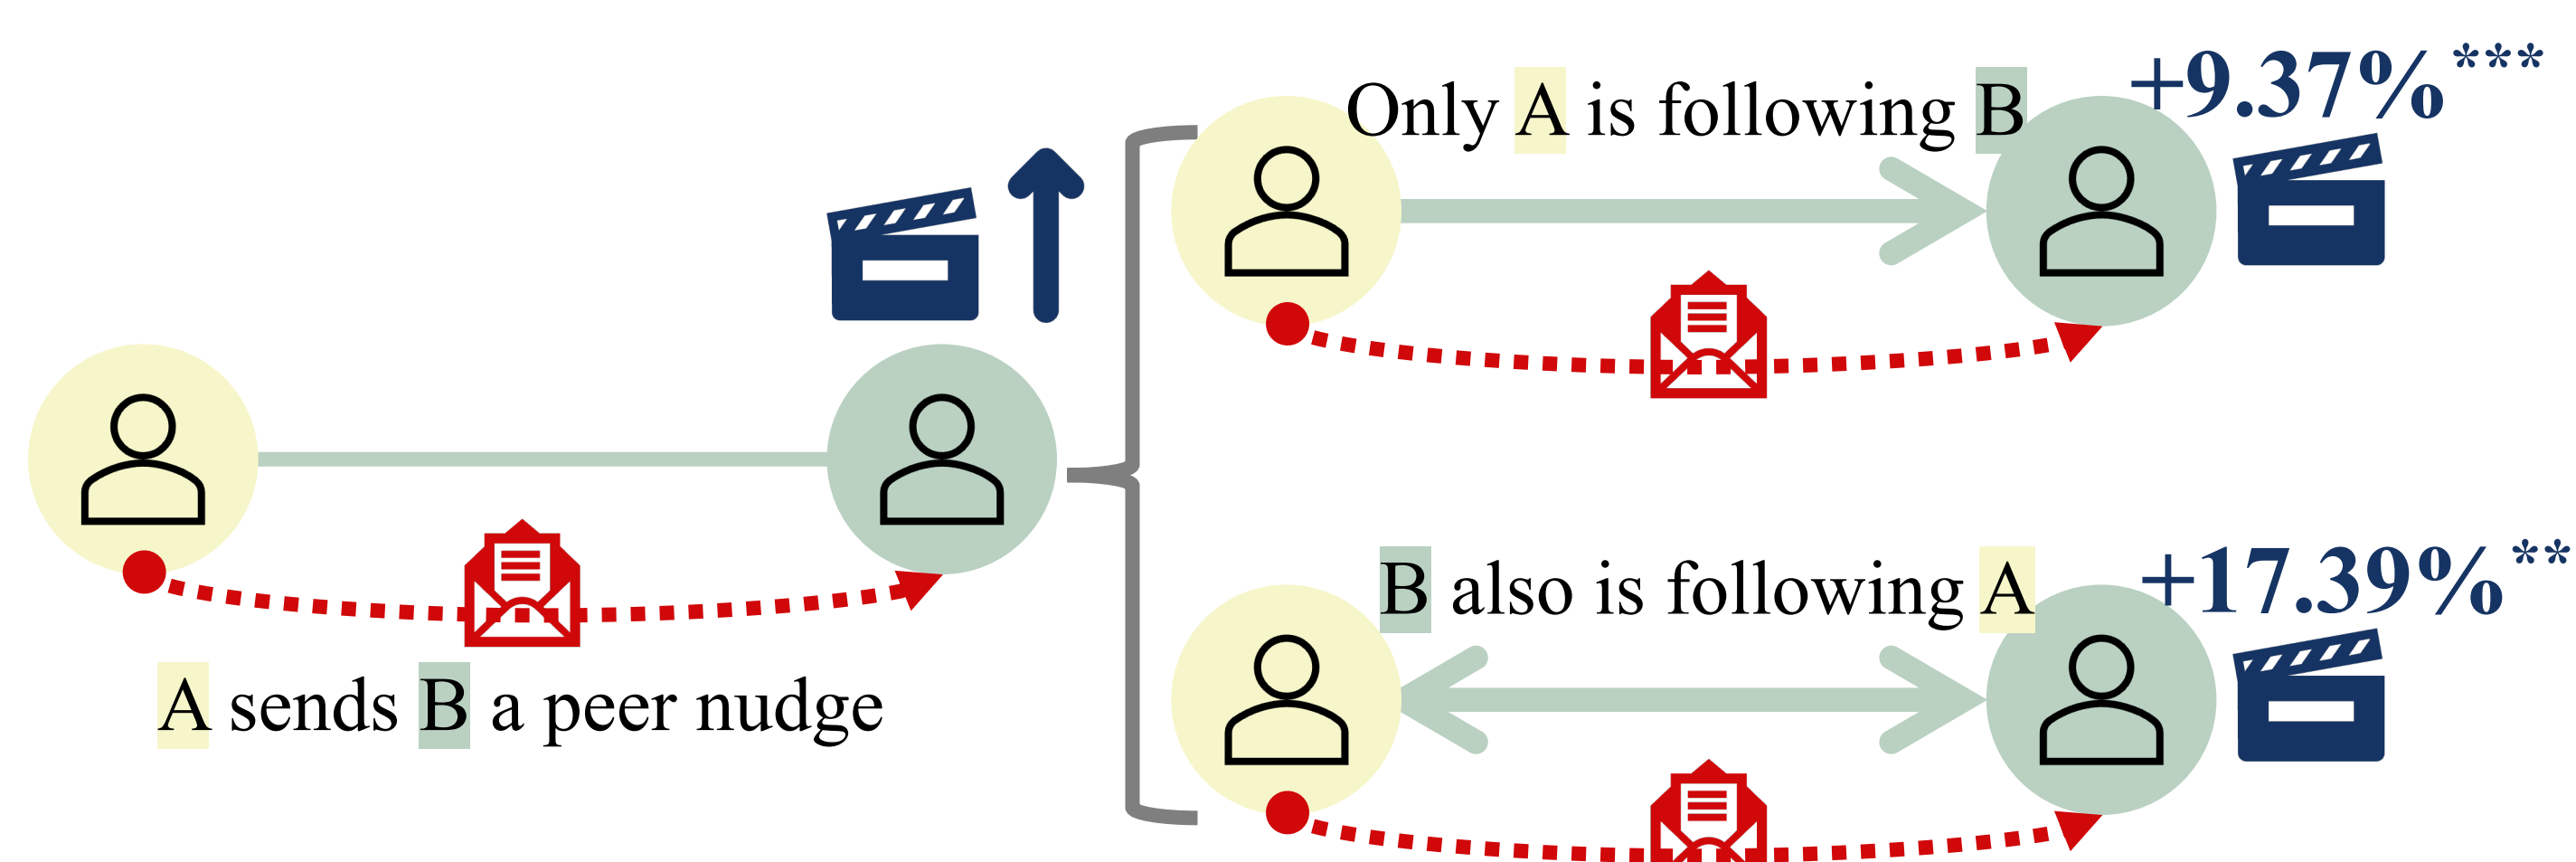 Only A is following B
+9.37%***
A sends B a peer nudge
B also is following A
+17.39%**